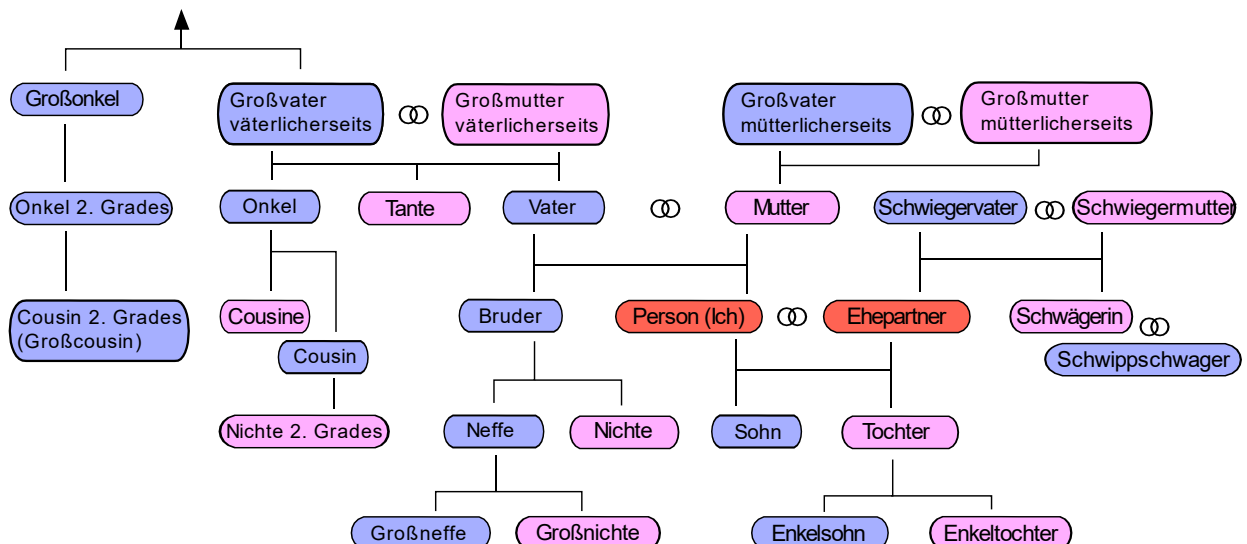 Großonkel
Großvater
väterlicherseits
Großmutter
väterlicherseits
Großvater
mütterlicherseits
Großmutter
mütterlicherseits
Onkel 2. Grades
Onkel
Tante
Vater
Mutter
Schwiegervater
Schwiegermutter
Cousin 2. Grades
(Großcousin)
Cousine
Bruder
Person (Ich)
Ehepartner
Schwägerin
Cousin
Schwippschwager
Nichte 2. Grades
Neffe
Nichte
Sohn
Tochter
Großneffe
Großnichte
Enkelsohn
Enkeltochter